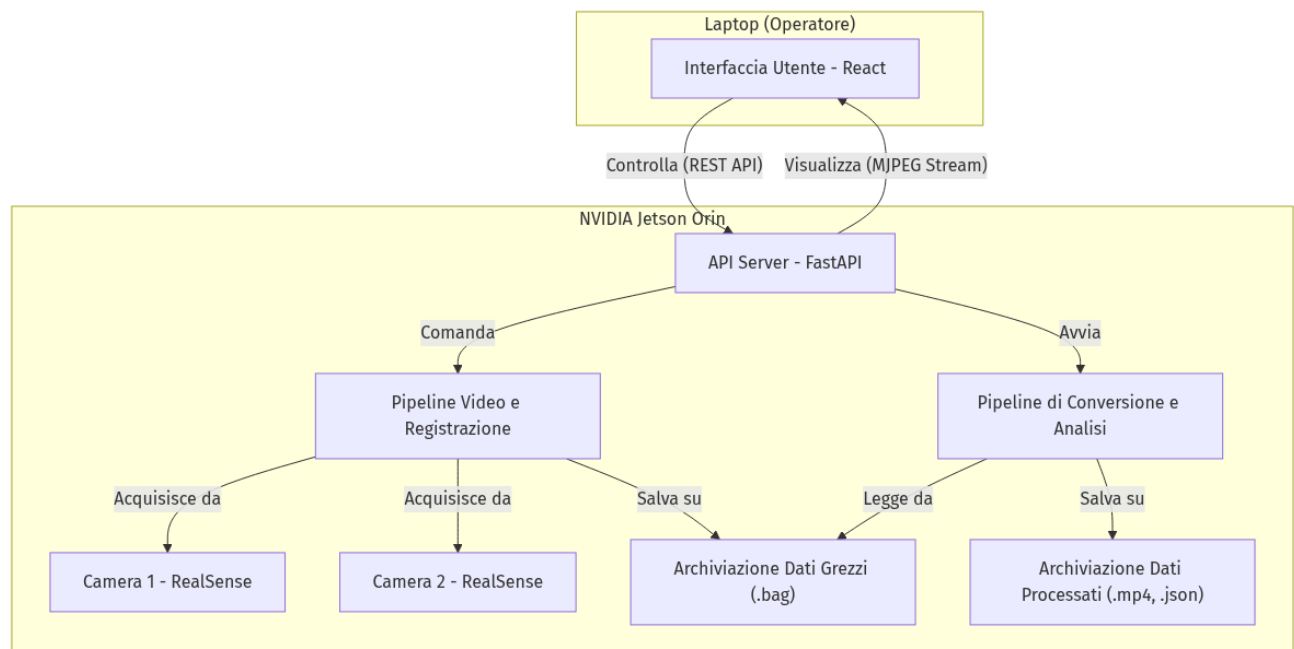 Laptop (Operatore)
Interfaccia Utente - React
Controlla (REST API)
Visualizza (MJPEG Stream)
NVIDIA Jetson Orin
API Server - FastAPI
Comanda
Avvia
Pipeline Video e
Registrazione
Pipeline di Conversione e
Analisi
Acquisisce da
Acquisisce da
Salva su
Legge da
Salva su
Camera 1 - RealSense
Camera 2 - RealSense
Archiviazione Dati Grezzi
(.bag)
Archiviazione Dati
Processati (.mp4, .json)